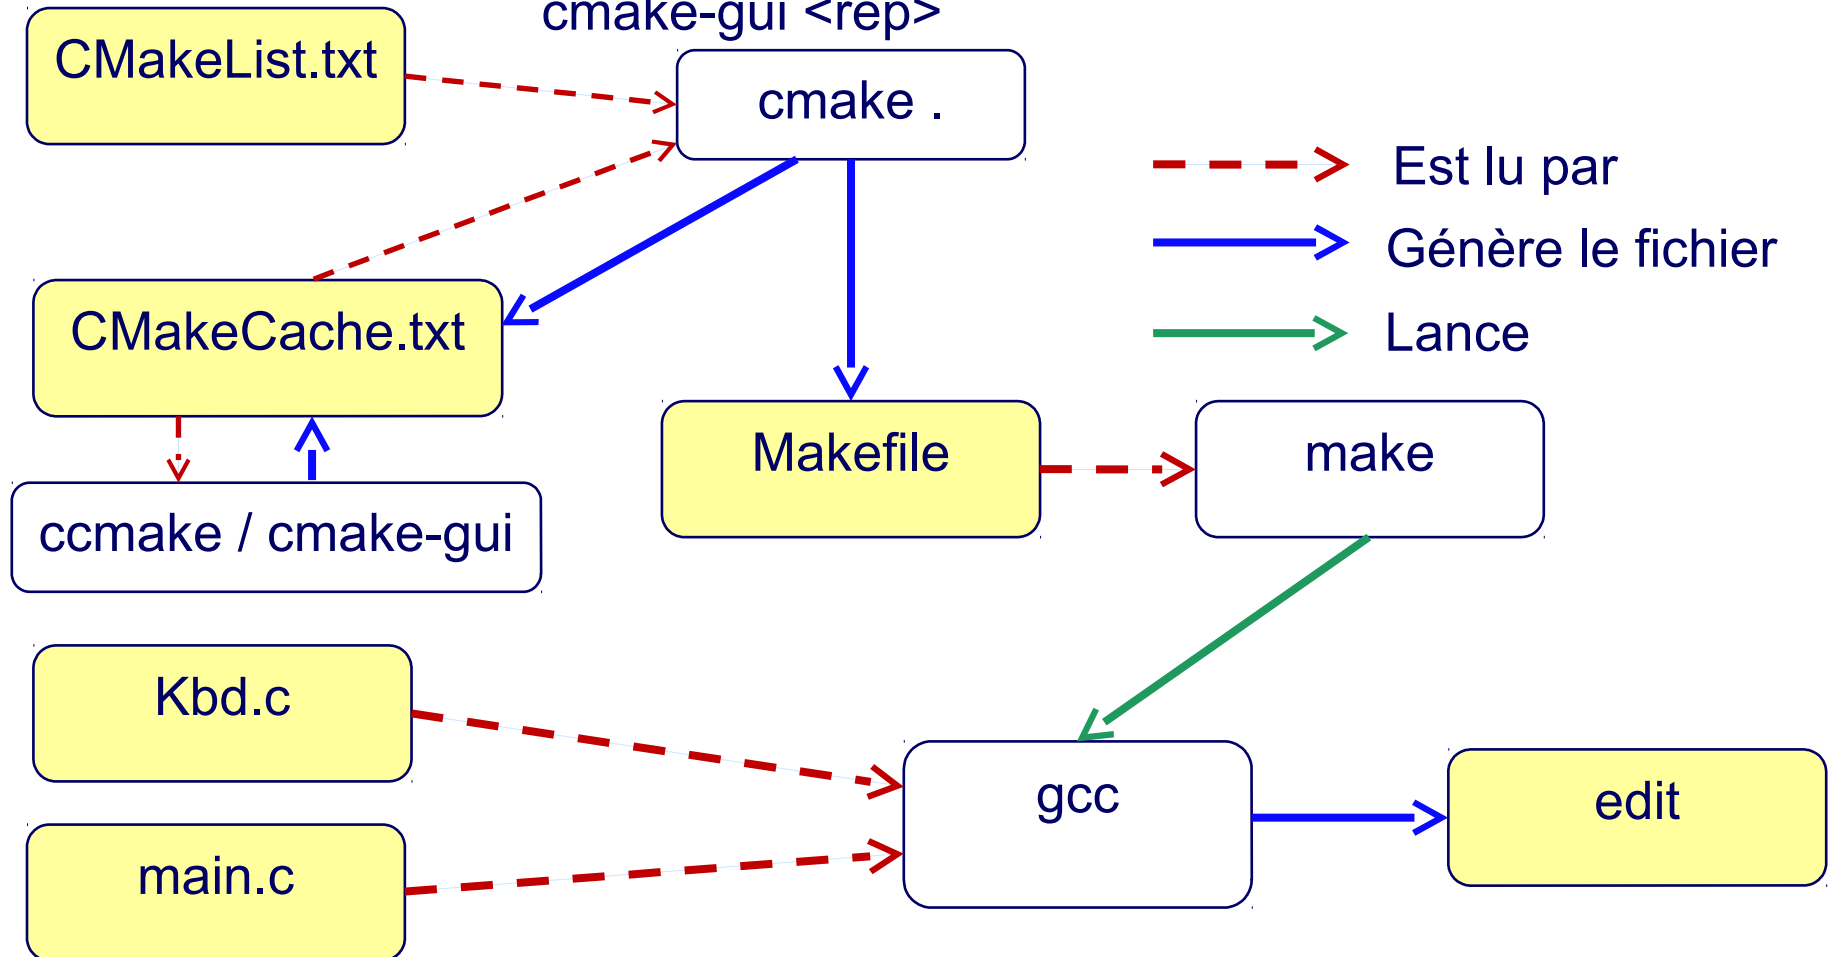 cmake-gui <rep>
CMakeList.txt
cmake .
Est lu par
Génère le fichier
Lance
CMakeCache.txt
Makefile
make
ccmake / cmake-gui
Kbd.c
gcc
edit
main.c